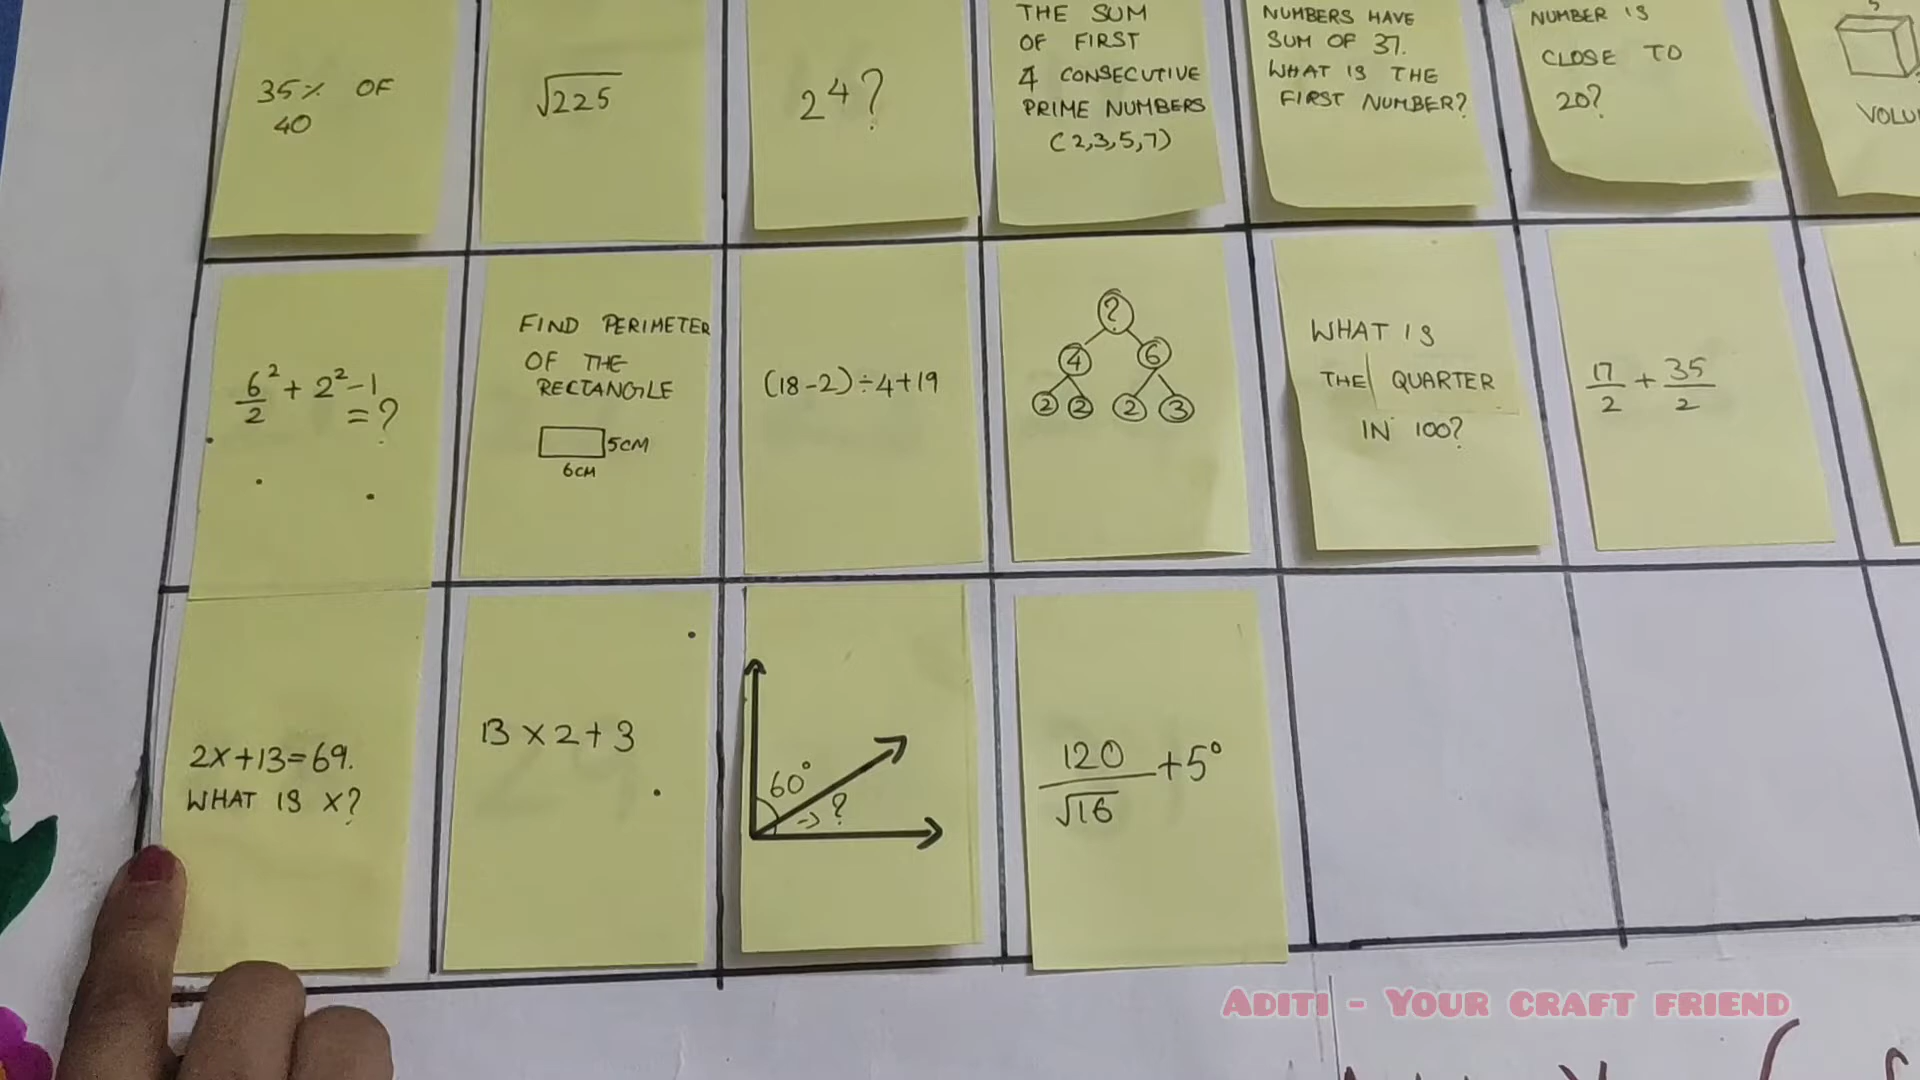 35% OF
40
√225
2⁴?
THE SUM
OF FIRST
4 CONSECUTIVE
PRIME NUMBERS
(2,3,5,7)
NUMBERS HAVE
SUM OF 37.
WHAT IS THE
FIRST NUMBER?
NUMBER IS
CLOSE TO
20?
5
6²/2 + 2²-1
=?
FIND PERIMETER
OF THE
RECTANGLE
5CM
6CM
(18-2)÷4+19
?
4 6
2 2 2 3
WHAT IS
THE QUARTER
IN 100?
17/2 + 35/2
2x+13=69.
WHAT IS X?
13 x 2 + 3
60°
?
120/√16 +5°
ADITI - YOUR CRAFT FRIEND